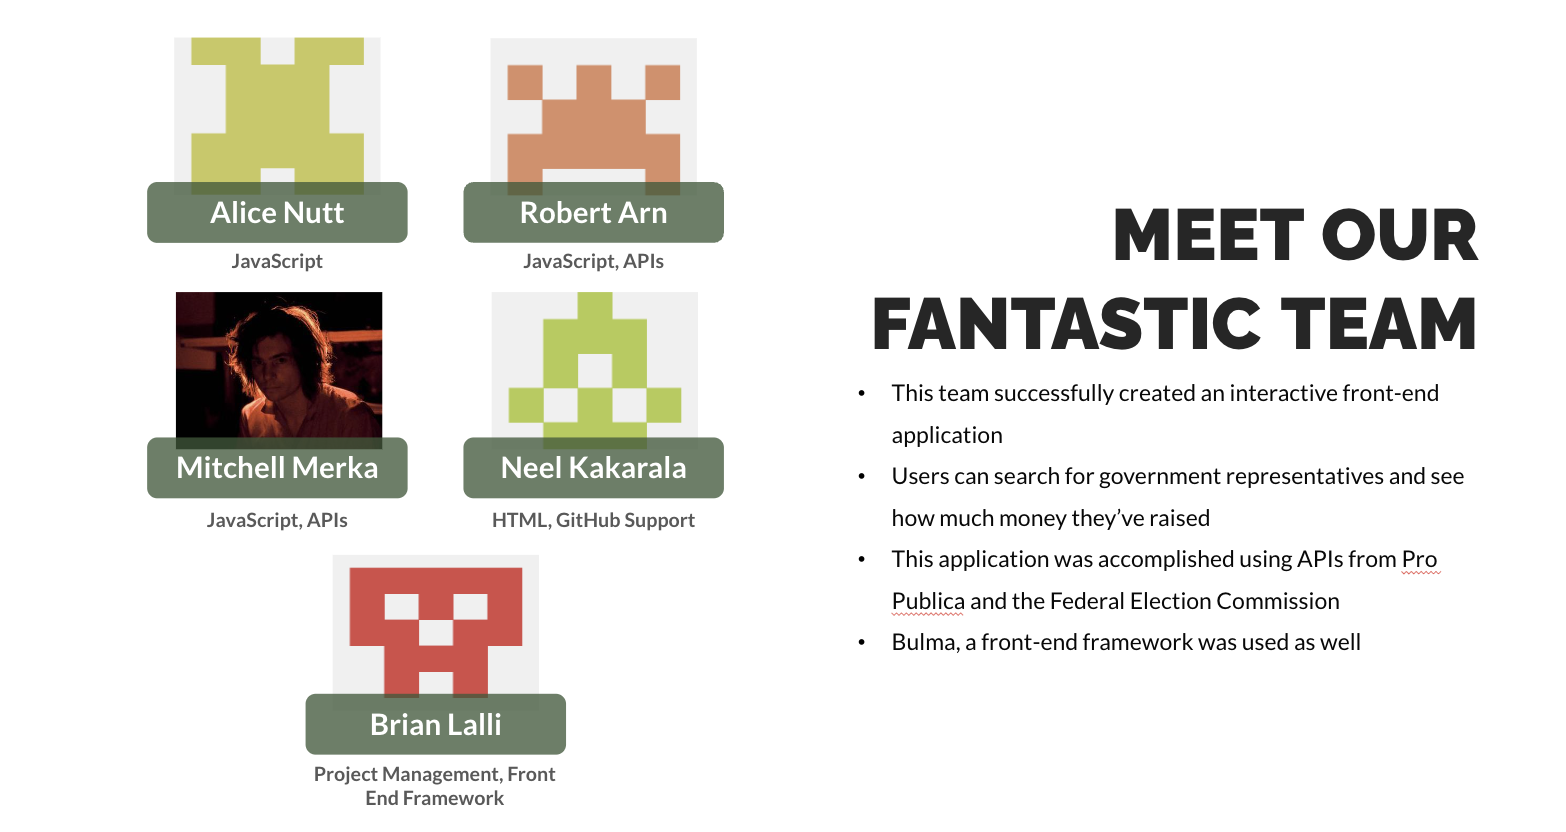 Alice Nutt
JavaScript
Robert Arn
JavaScript, APIs
Mitchell Merka
JavaScript, APIs
Neel Kakarala
HTML, GitHub Support
Brian Lalli
Project Management, Front
End Framework
MEET OUR
FANTASTIC TEAM
• This team successfully created an interactive front-end
application
• Users can search for government representatives and see
how much money they’ve raised
• This application was accomplished using APIs from Pro
Publica and the Federal Election Commission
• Bulma, a front-end framework was used as well